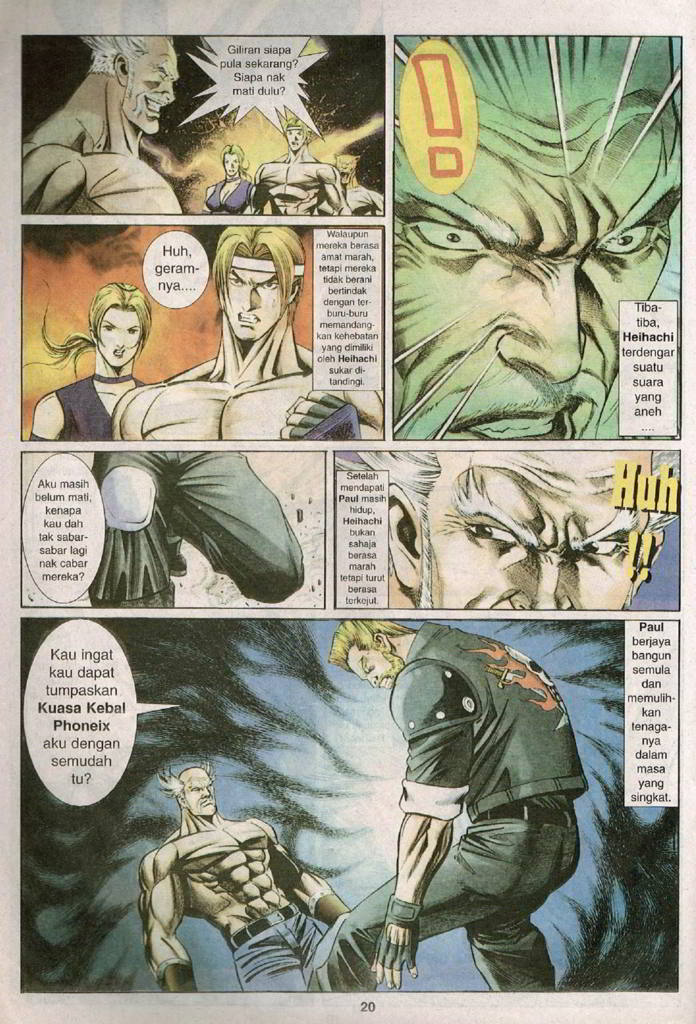 Giliran siapa
pula sekarang?
Siapa nak
mati dulu?
!
Tiba-
tiba,
Heihachi
terdengar
suatu
suara
yang
aneh
....
Huh,
geram-
nya....
Walaupun
mereka berasa
amat marah,
tetapi mereka
tidak berani
bertindak
dengan ter-
buru-buru
memandang-
kan kehebatan
yang dimiliki
oleh Heihachi
sukar di-
tandingi.
Aku masih
belum mati,
kenapa
kau dah
tak sabar-
sabar lagi
nak cabar
mereka?
Setelah
mendapati
Paul masih
hidup,
Heihachi
bukan
sahaja
berasa
marah
tetapi turut
berasa
terkejut.
Huh
!!
Kau ingat
kau dapat
tumpaskan
Kuasa Kebal
Phoneix
aku dengan
semudah
tu?
Paul
berjaya
bangun
semula
dan
memulih-
kan
tenaga-
nya
dalam
masa
yang
singkat.
20